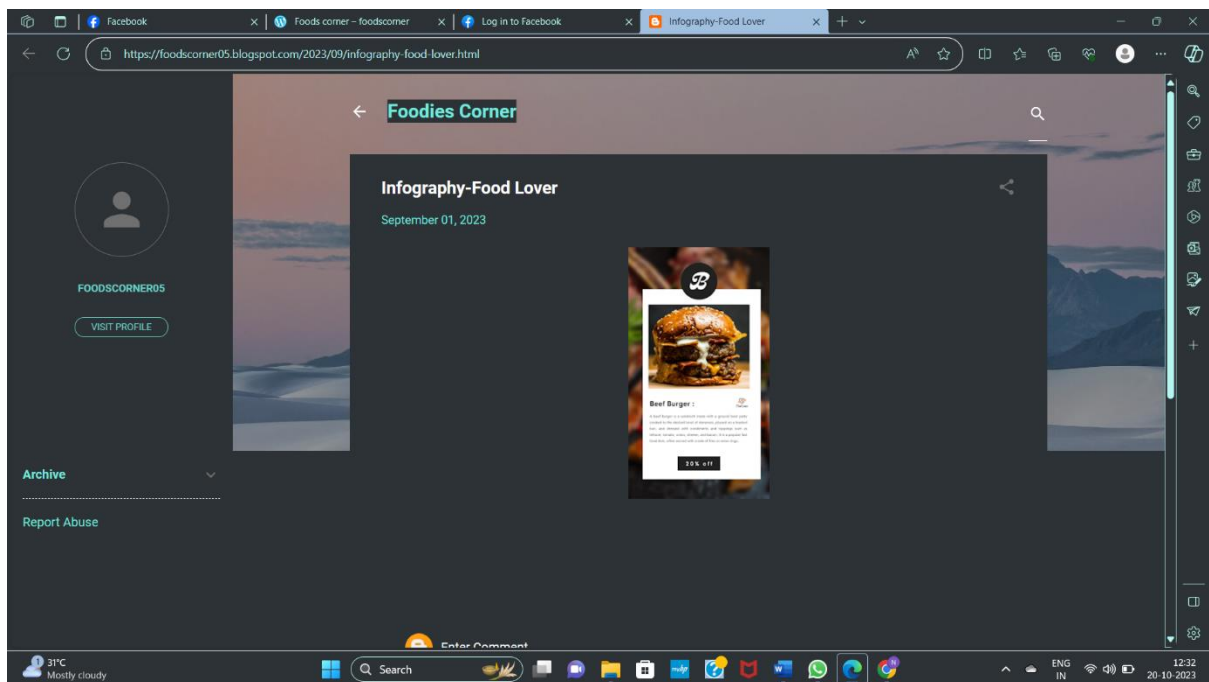 Facebook
Foods corner – foodscorner
Log in to Facebook
Infography-Food Lover
https://foodscorner05.blogspot.com/2023/09/infography-food-lover.html
Foodies Corner
Infography-Food Lover
September 01, 2023
FOODSCORNER05
VISIT PROFILE
B
Beef Burger :
20% off
Archive
Report Abuse
Enter Comment
31°C
Mostly cloudy
Search
ENG
IN
12:32
20-10-2023